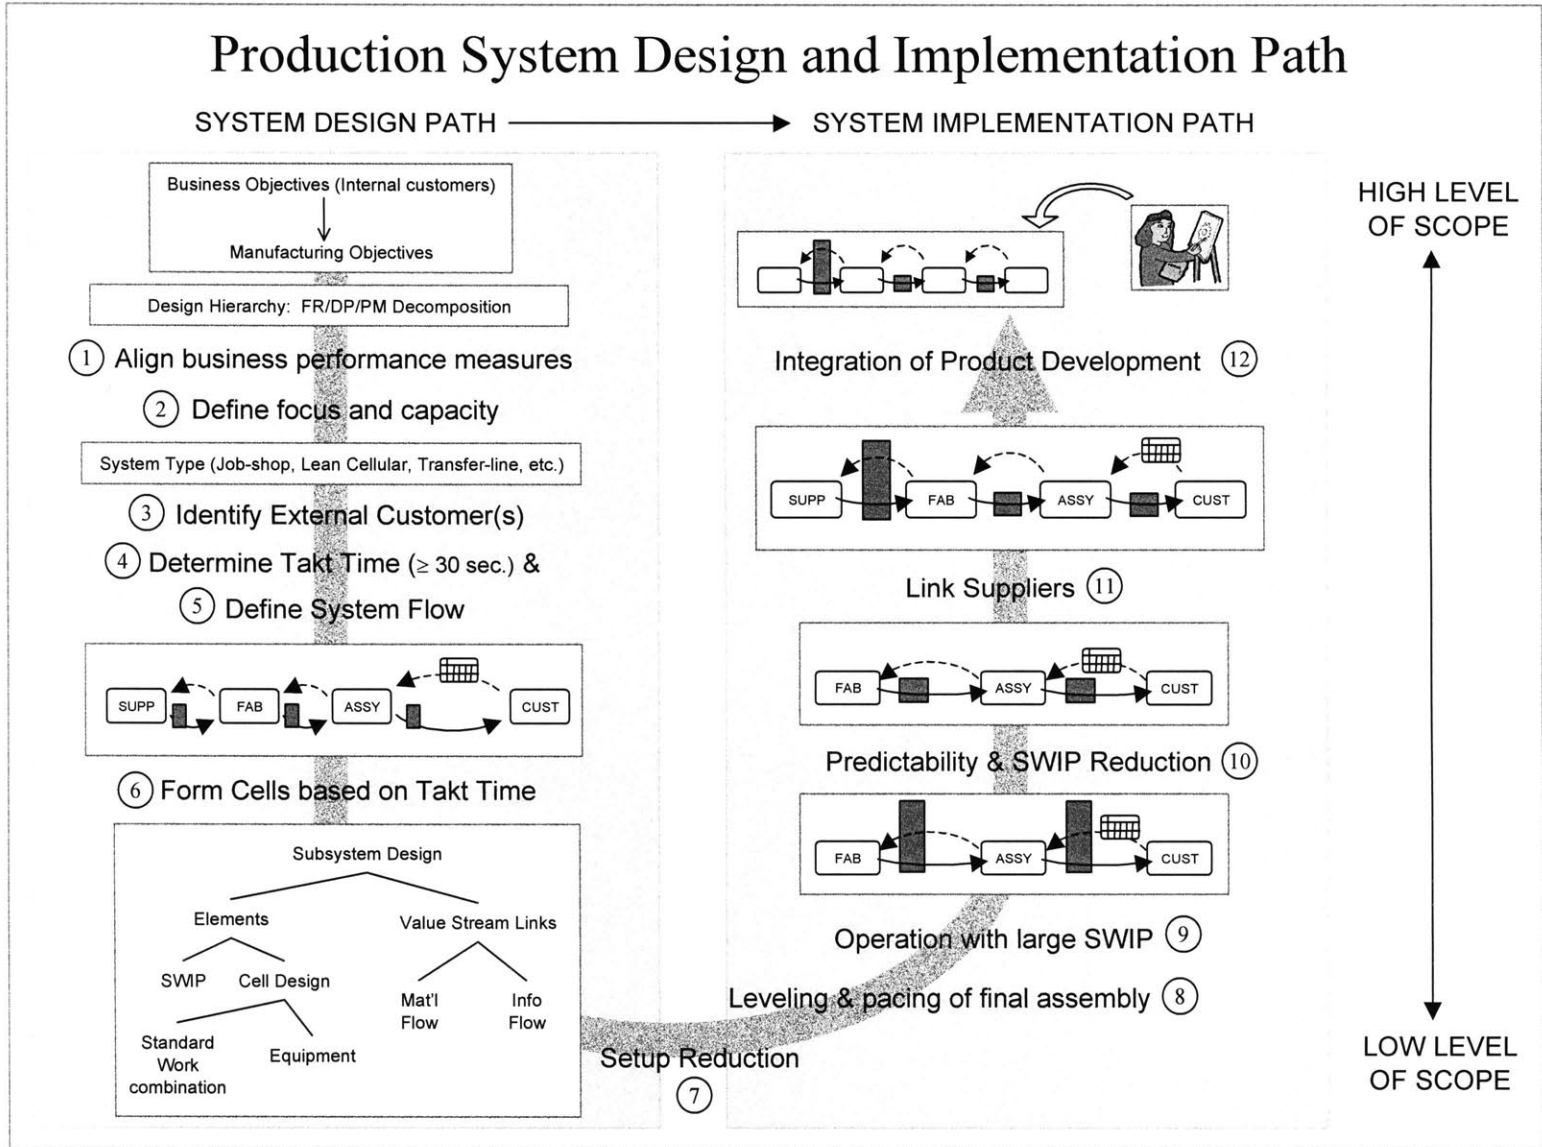 Production System Design and Implementation Path
SYSTEM DESIGN PATH
SYSTEM IMPLEMENTATION PATH
Business Objectives (Internal customers)
Manufacturing Objectives
Design Hierarchy: FR/DP/PM Decomposition
1 Align business performance measures
2 Define focus and capacity
System Type (Job-shop, Lean Cellular, Transfer-line, etc.)
3 Identify External Customer(s)
4 Determine Takt Time (≥ 30 sec.) &
5 Define System Flow
SUPP FAB ASSY CUST
6 Form Cells based on Takt Time
Subsystem Design
Elements
Value Stream Links
SWIP
Cell Design
Mat'l
Flow
Info
Flow
Standard
Work
combination
Equipment
Setup Reduction
7
Leveling & pacing of final assembly 8
Operation with large SWIP 9
FAB ASSY CUST
Predictability & SWIP Reduction 10
FAB ASSY CUST
Link Suppliers 11
SUPP FAB ASSY CUST
Integration of Product Development 12
HIGH LEVEL
OF SCOPE
LOW LEVEL
OF SCOPE